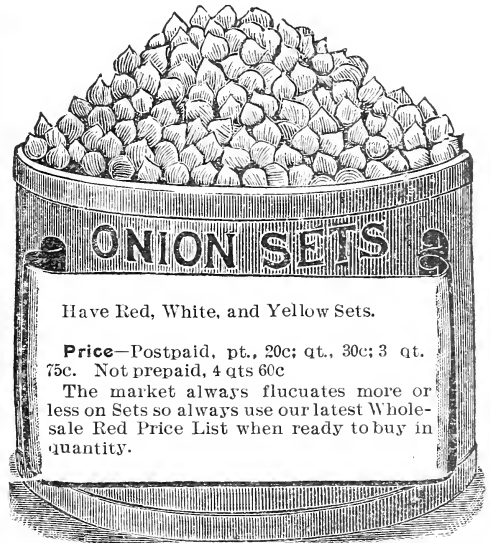 ONION SETS
Have Red, White, and Yellow Sets.
Price—Postpaid, pt., 20c; qt., 30c; 3 qt.
75c. Not prepaid, 4 qts 60c
The market always flucuates more or
less on Sets so always use our latest Whole-
sale Red Price List when ready to buy in
quantity.